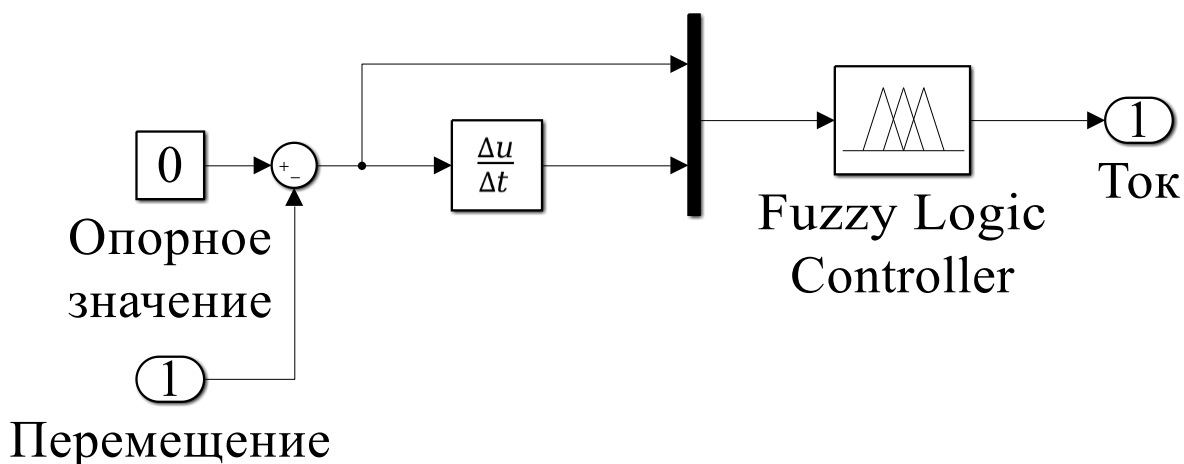 0
+
−
Опорное
значение
1
Перемещение
Δu
Δt
Fuzzy Logic
Controller
1
Ток